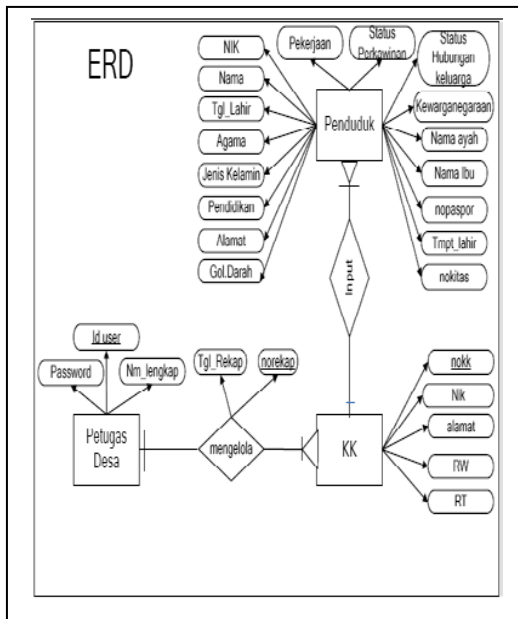 ERD
NIK
Nama
Tgl_Lahir
Agama
Jenis Kelamin
Pendidikan
Alamat
Gol.Darah
Pekerjaan
Status
Perkawinan
Status
Hubungan
keluarga
Kewarganegaraan
Nama ayah
Nama Ibu
nopaspor
Tmpt_lahir
nokitas
Penduduk
Input
Id user
Password
Nm_lengkap
Tgl_Rekap
norekap
Petugas
Desa
mengelola
KK
nokk
Nik
alamat
RW
RT